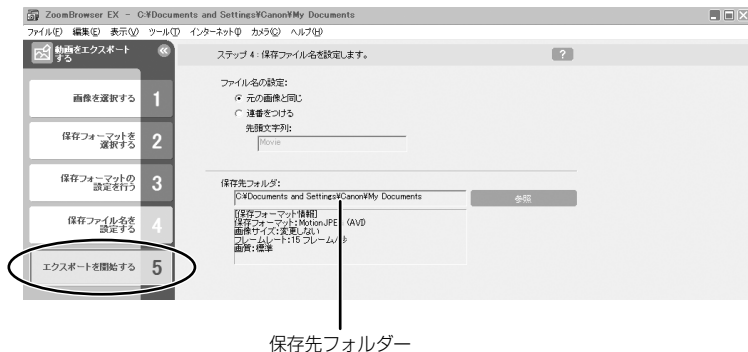 ZoomBrowser EX - C:¥Documents and Settings¥Canon¥My Documents
ファイル(F) 編集(E) 表示(V) ツール(T) インターネット(I) カメラ(C) ヘルプ(H)
動画をエクスポート
する
画像を選択する 1
保存フォーマットを
選択する 2
保存フォーマットの
設定を行う 3
保存ファイル名を
設定する 4
エクスポートを開始する 5
ステップ 4 : 保存ファイル名を設定します。 ?
ファイル名の設定:
元の画像と同じ
連番をつける
先頭文字列:
Movie
保存先フォルダ:
C:¥Documents and Settings¥Canon¥My Documents 参照
[保存フォーマット情報]
保存フォーマット: MotionJPE (AVI)
画像サイズ: 変更しない
フレームレート: 15 フレーム/秒
画質: 標準
保存先フォルダー